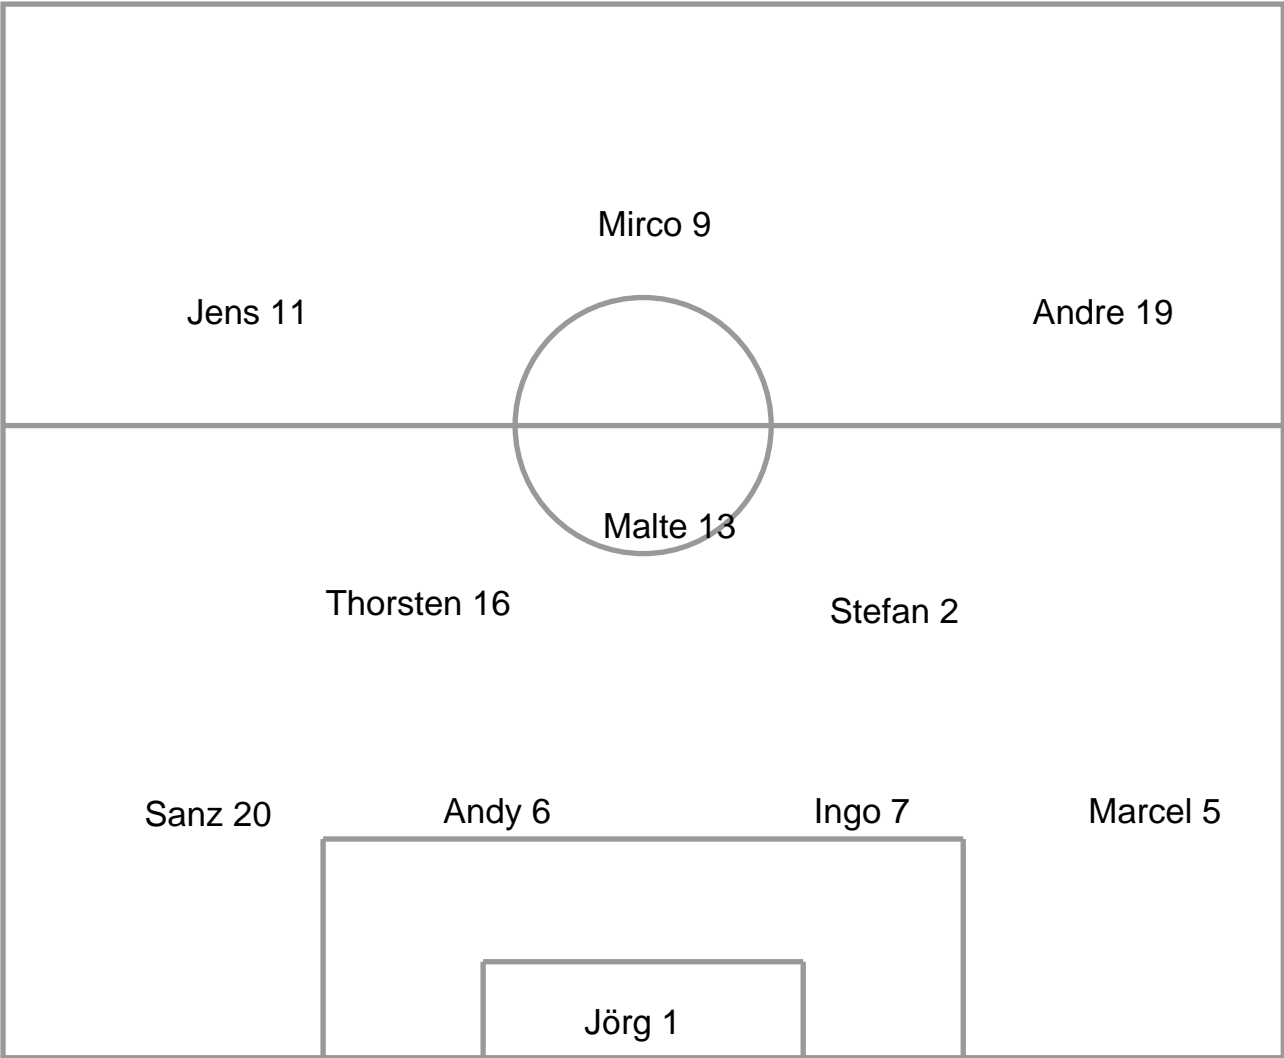 Mirco 9
Jens 11
Andre 19
Malte 13
Thorsten 16
Stefan 2
Sanz 20
Andy 6
Ingo 7
Marcel 5
Jörg 1